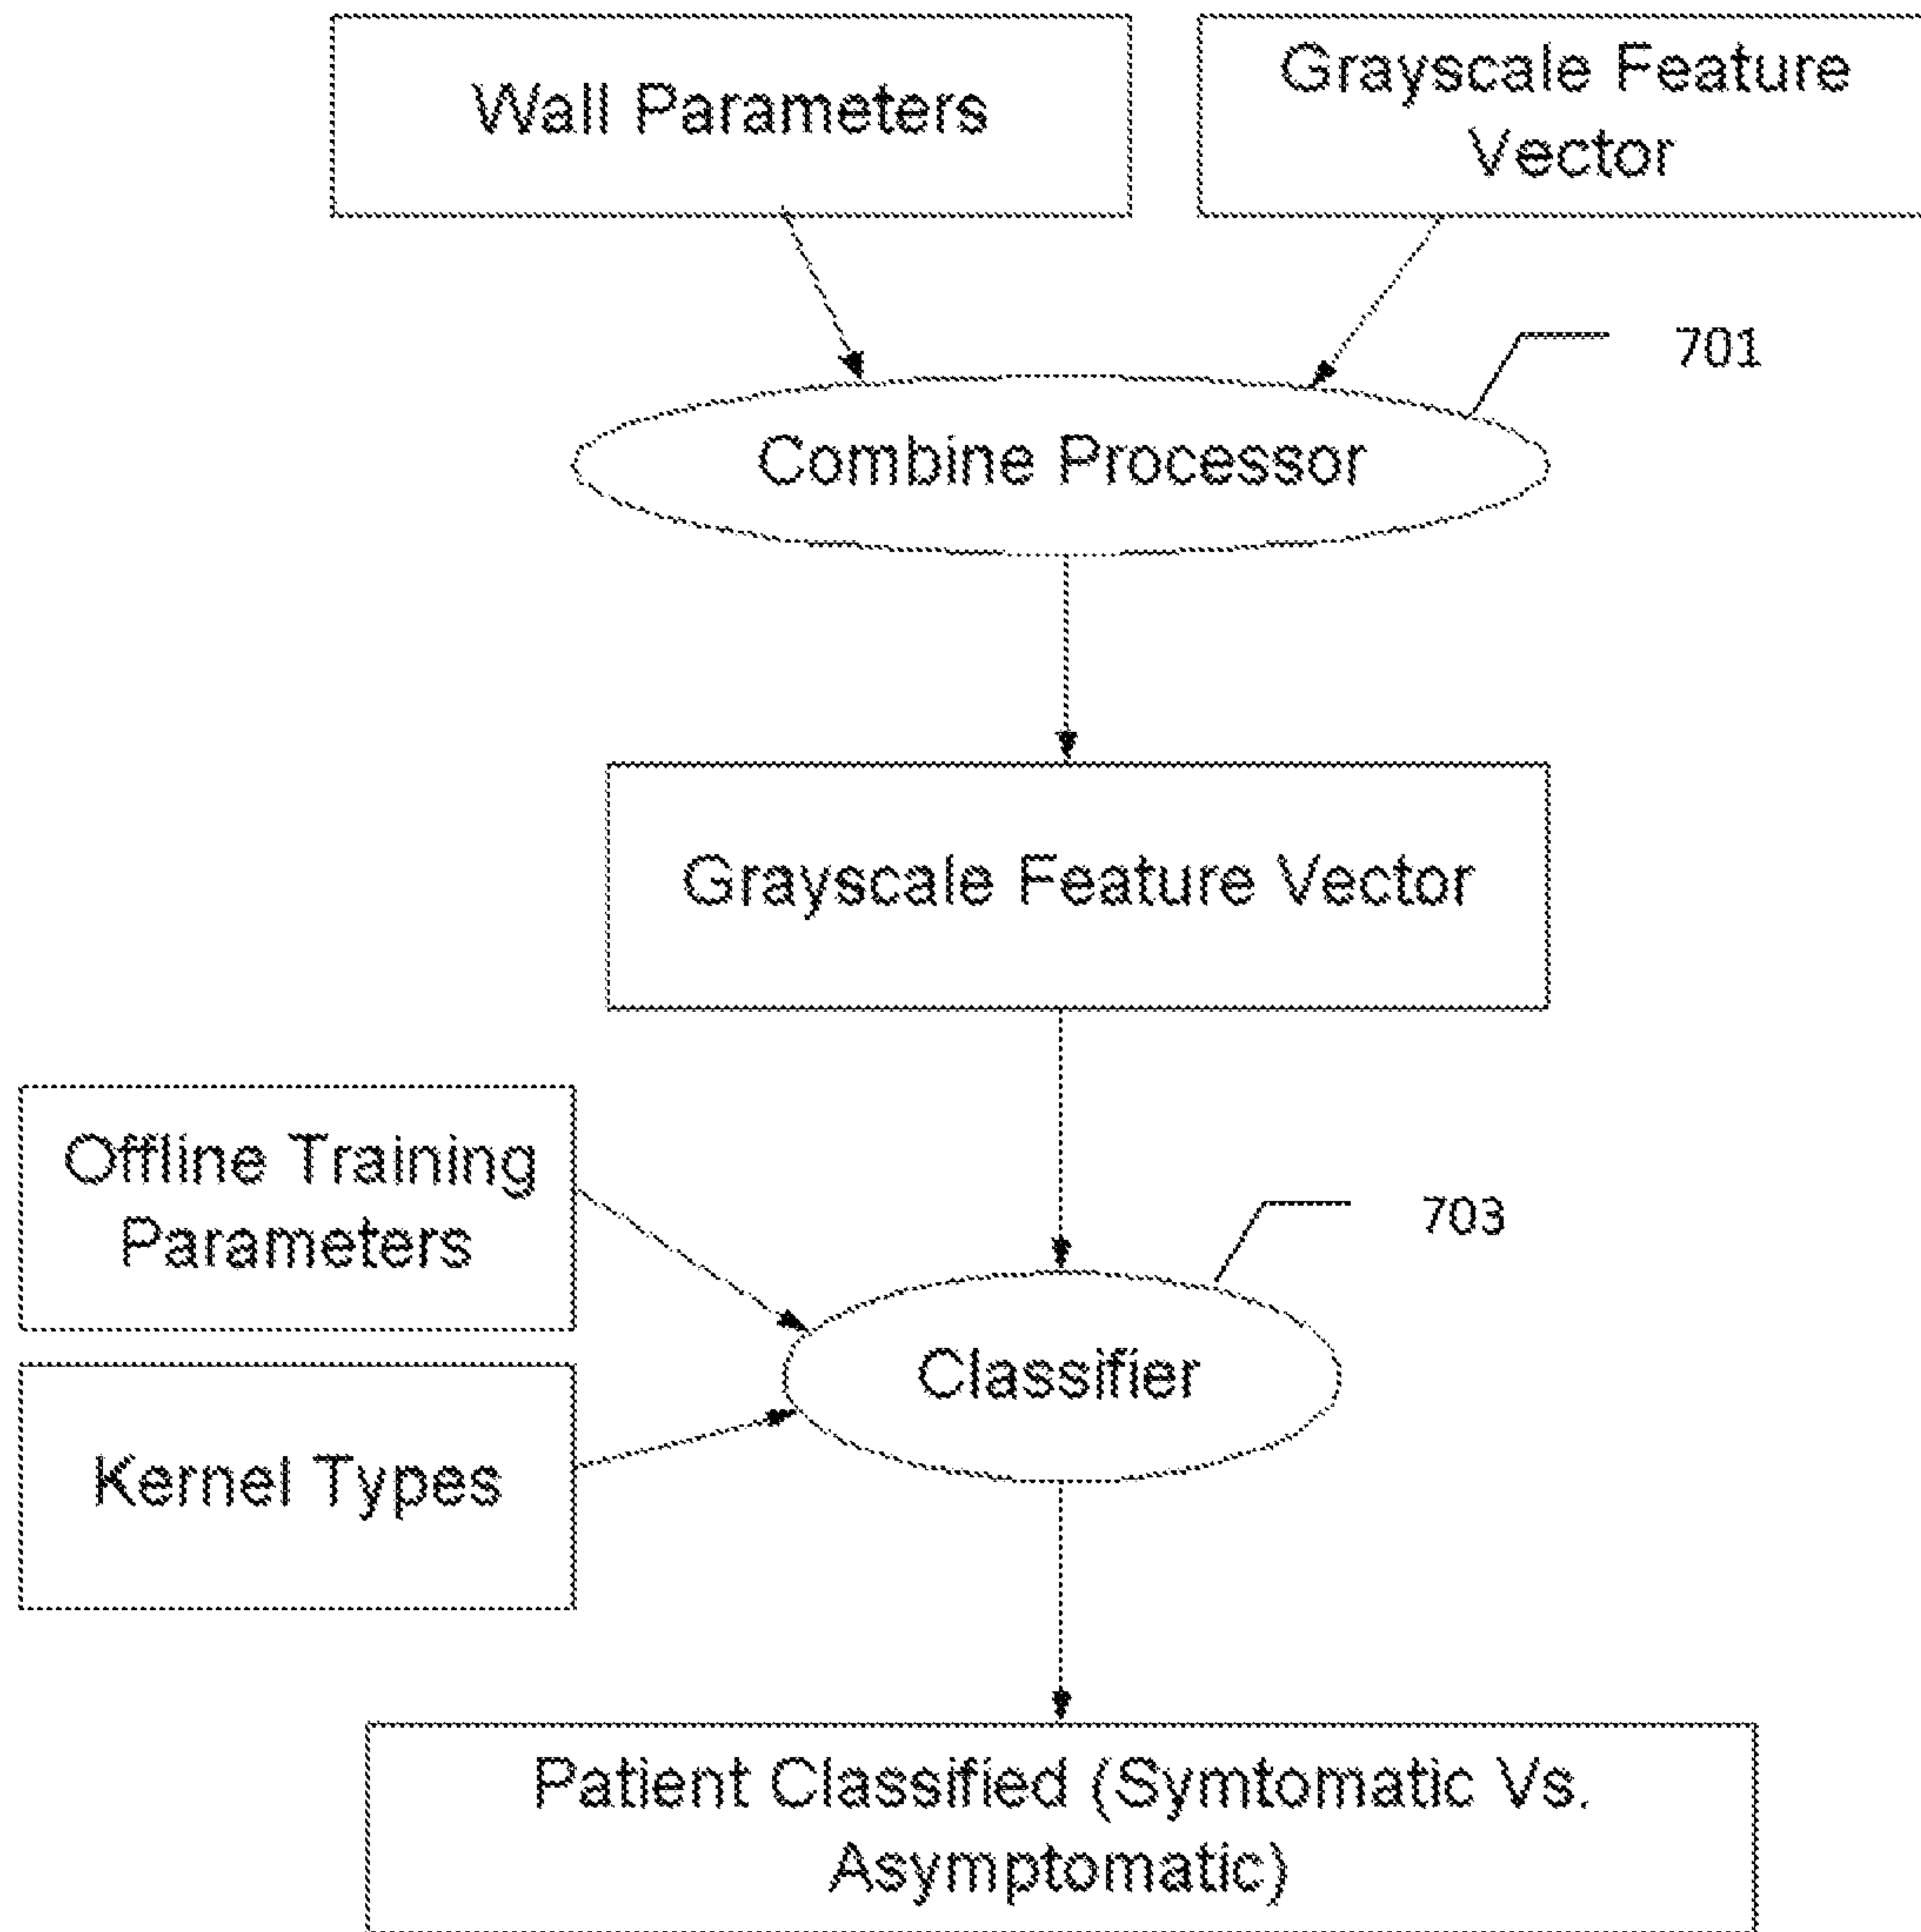 Wall Parameters
Grayscale Feature
Vector
701
Combine Processor
Grayscale Feature Vector
Offline Training
Parameters
703
Classifier
Kernel Types
Patient Classified (Symtomatic Vs.
Asymptomatic)